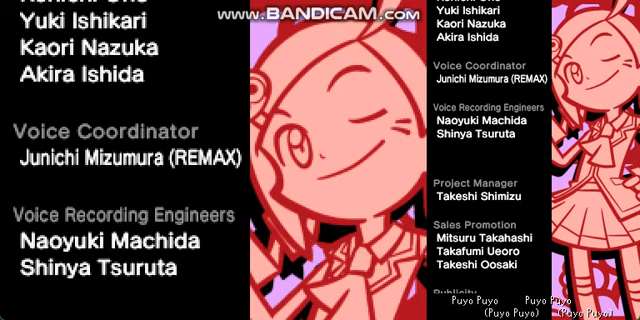 www.BANDICAM.com
Yuki Ishikari
Kaori Nazuka
Akira Ishida
Voice Coordinator
Junichi Mizumura (REMAX)
Voice Recording Engineers
Naoyuki Machida
Shinya Tsuruta
Yuki Ishikari
Kaori Nazuka
Akira Ishida
Voice Coordinator
Junichi Mizumura (REMAX)
Voice Recording Engineers
Naoyuki Machida
Shinya Tsuruta
Project Manager
Takeshi Shimizu
Sales Promotion
Mitsuru Takahashi
Takafumi Ueoro
Takeshi Oosaki
Publicity
Puyo Puyo Puyo Puyo
(Puyo Puyo) (Puyo Puyo)